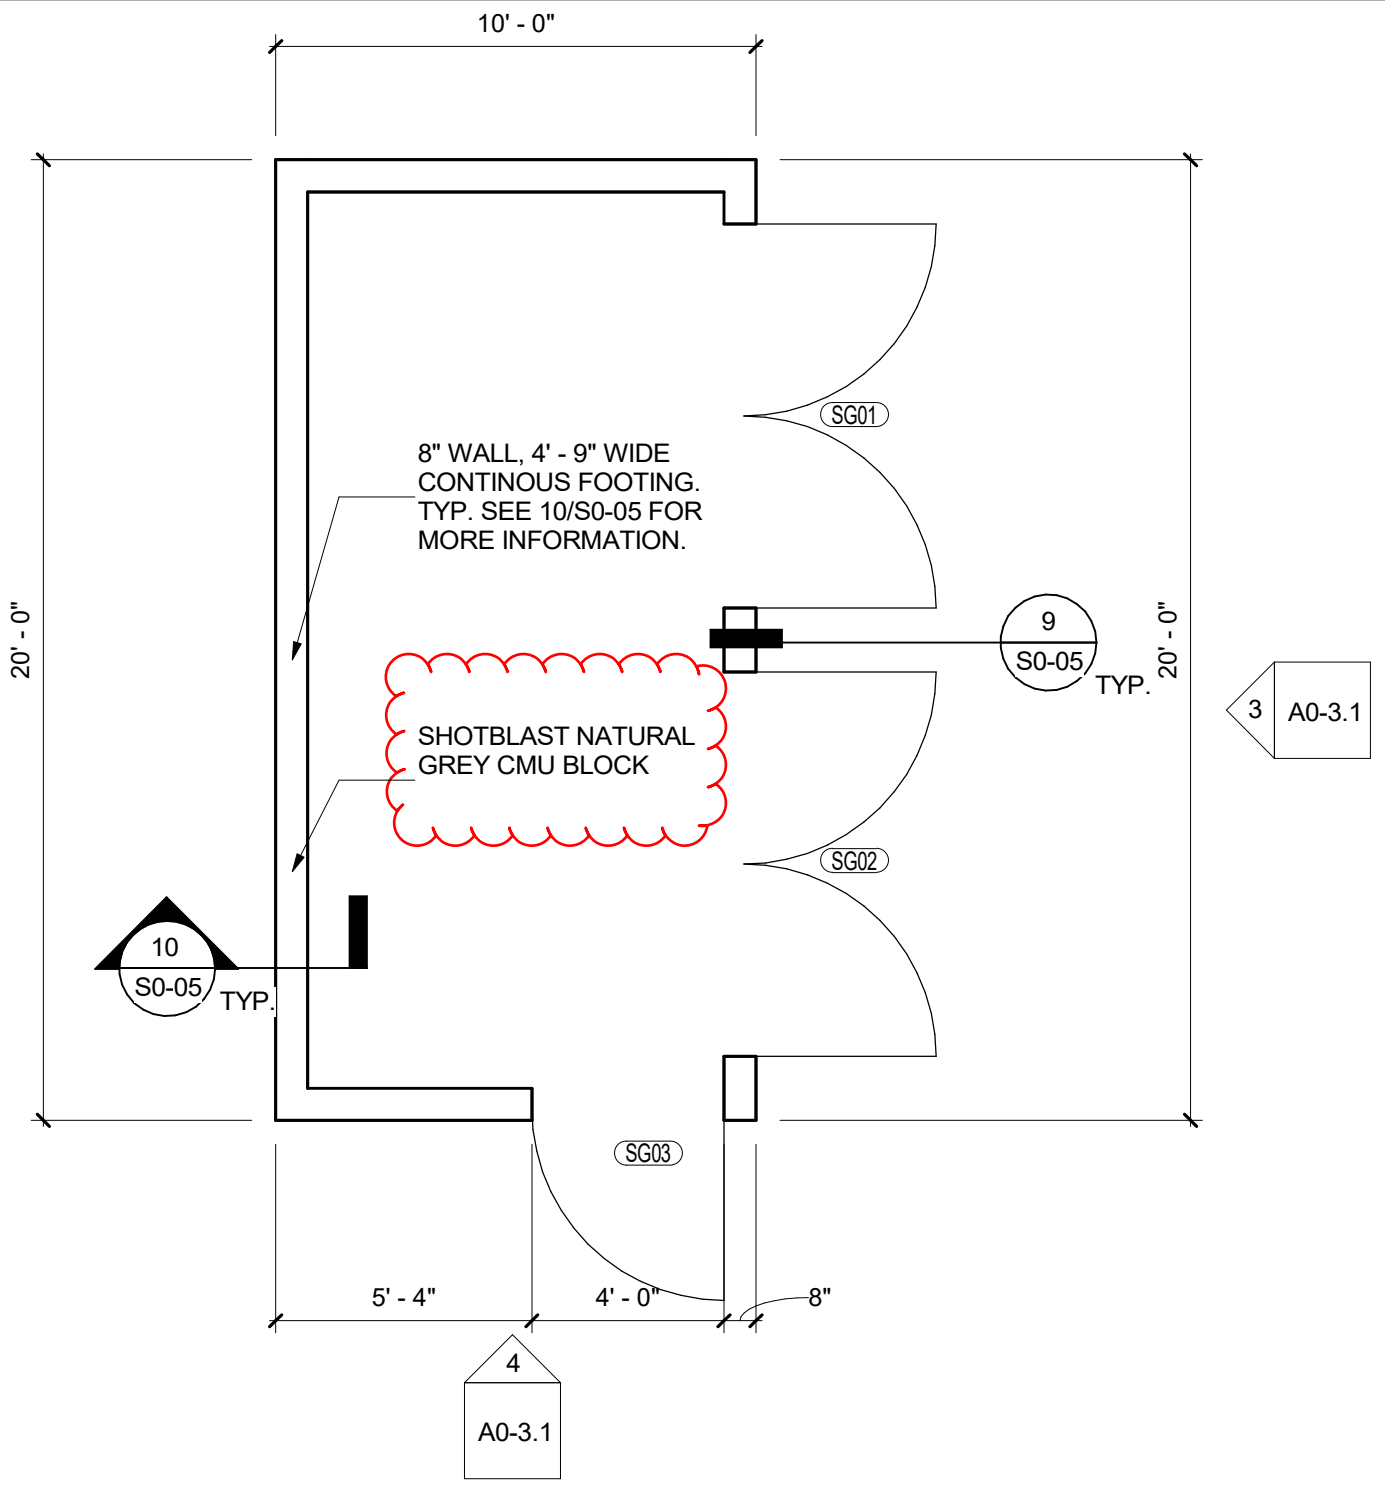 10' - 0"
SG01
8" WALL, 4' - 9" WIDE
CONTINOUS FOOTING.
TYP. SEE 10/S0-05 FOR
MORE INFORMATION.
20' - 0"
9
S0-05
TYP.
20' - 0"
3
A0-3.1
SHOTBLAST NATURAL
GREY CMU BLOCK
SG02
10
S0-05
TYP.
SG03
5' - 4"
4' - 0"
8"
4
A0-3.1